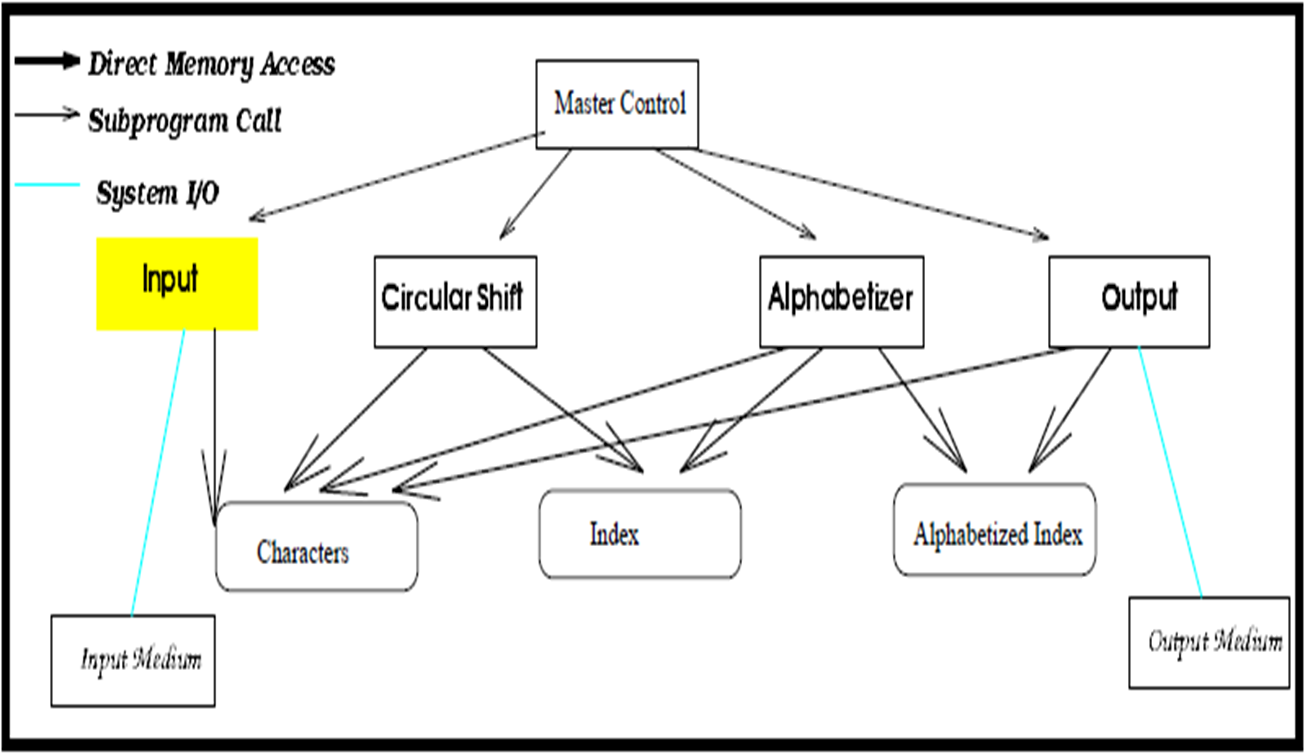 Direct Memory Access
Subprogram Call
System I/O
Master Control
Input
Circular Shift
Alphabetizer
Output
Characters
Index
Alphabetized Index
Input Medium
Output Medium